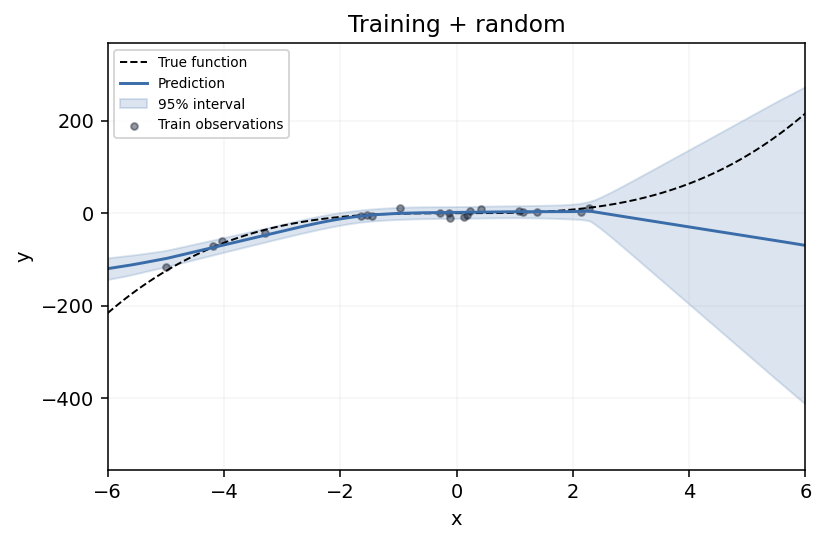 Training + random
True function
Prediction
95% interval
Train observations
200
0
−200
−400
y
−6 −4 −2 0 2 4 6
x